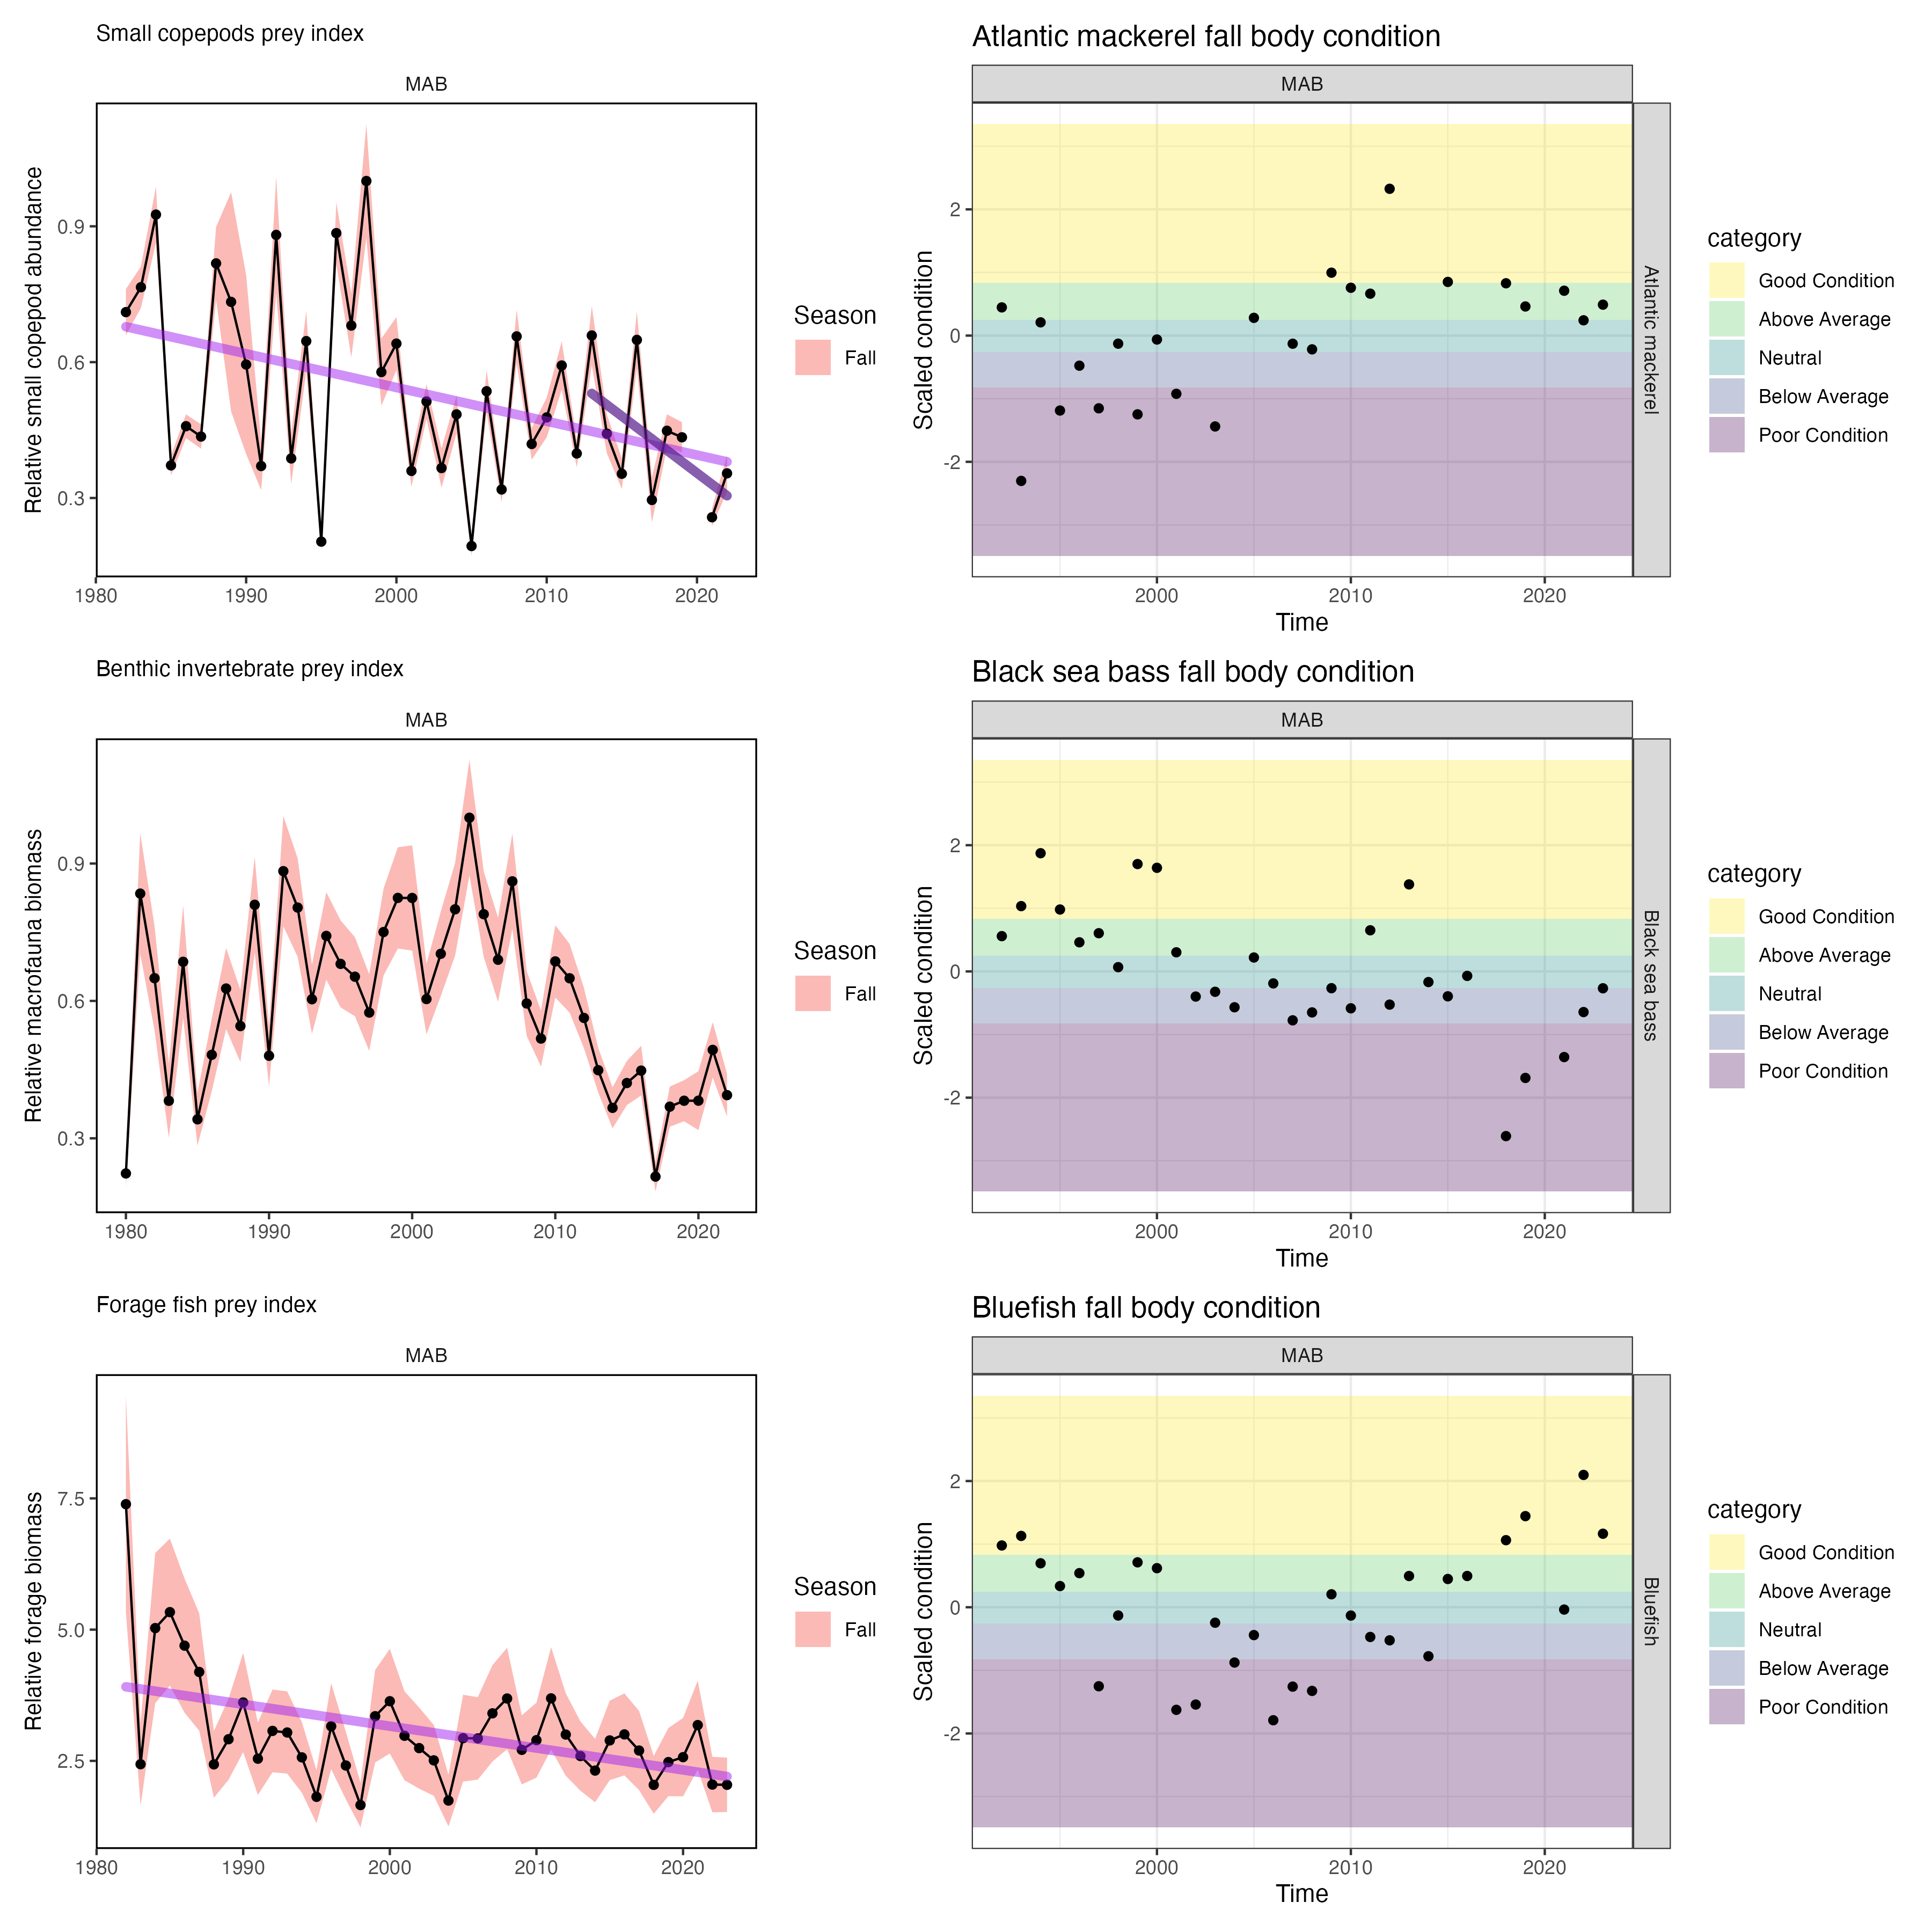 Small copepods prey index
MAB
Relative small copepod abundance
0.9
0.6
0.3
1980 1990 2000 2010 2020
Season
Fall
Atlantic mackerel fall body condition
MAB
Scaled condition
2
0
-2
2000 2010 2020
Time
Atlantic mackerel
category
Good Condition
Above Average
Neutral
Below Average
Poor Condition
Benthic invertebrate prey index
MAB
Relative macrofauna biomass
0.9
0.6
0.3
1980 1990 2000 2010 2020
Season
Fall
Black sea bass fall body condition
MAB
Scaled condition
2
0
-2
2000 2010 2020
Time
Black sea bass
category
Good Condition
Above Average
Neutral
Below Average
Poor Condition
Forage fish prey index
MAB
Relative forage biomass
7.5
5.0
2.5
1980 1990 2000 2010 2020
Season
Fall
Bluefish fall body condition
MAB
Scaled condition
2
0
-2
2000 2010 2020
Time
Bluefish
category
Good Condition
Above Average
Neutral
Below Average
Poor Condition